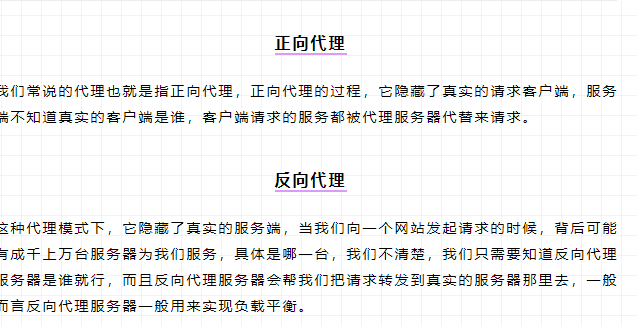 正向代理
我们常说的代理也就是指正向代理，正向代理的过程，它隐藏了真实的请求客户端，服务
端不知道真实的客户端是谁，客户端请求的服务都被代理服务器代替来请求。
反向代理
这种代理模式下，它隐藏了真实的服务端，当我们向一个网站发起请求的时候，背后可能
有成千上万台服务器为我们服务，具体是哪一台，我们不清楚，我们只需要知道反向代理
服务器是谁就行，而且反向代理服务器会帮我们把请求转发到真实的服务器那里去，一般
而言反向代理服务器一般用来实现负载平衡。